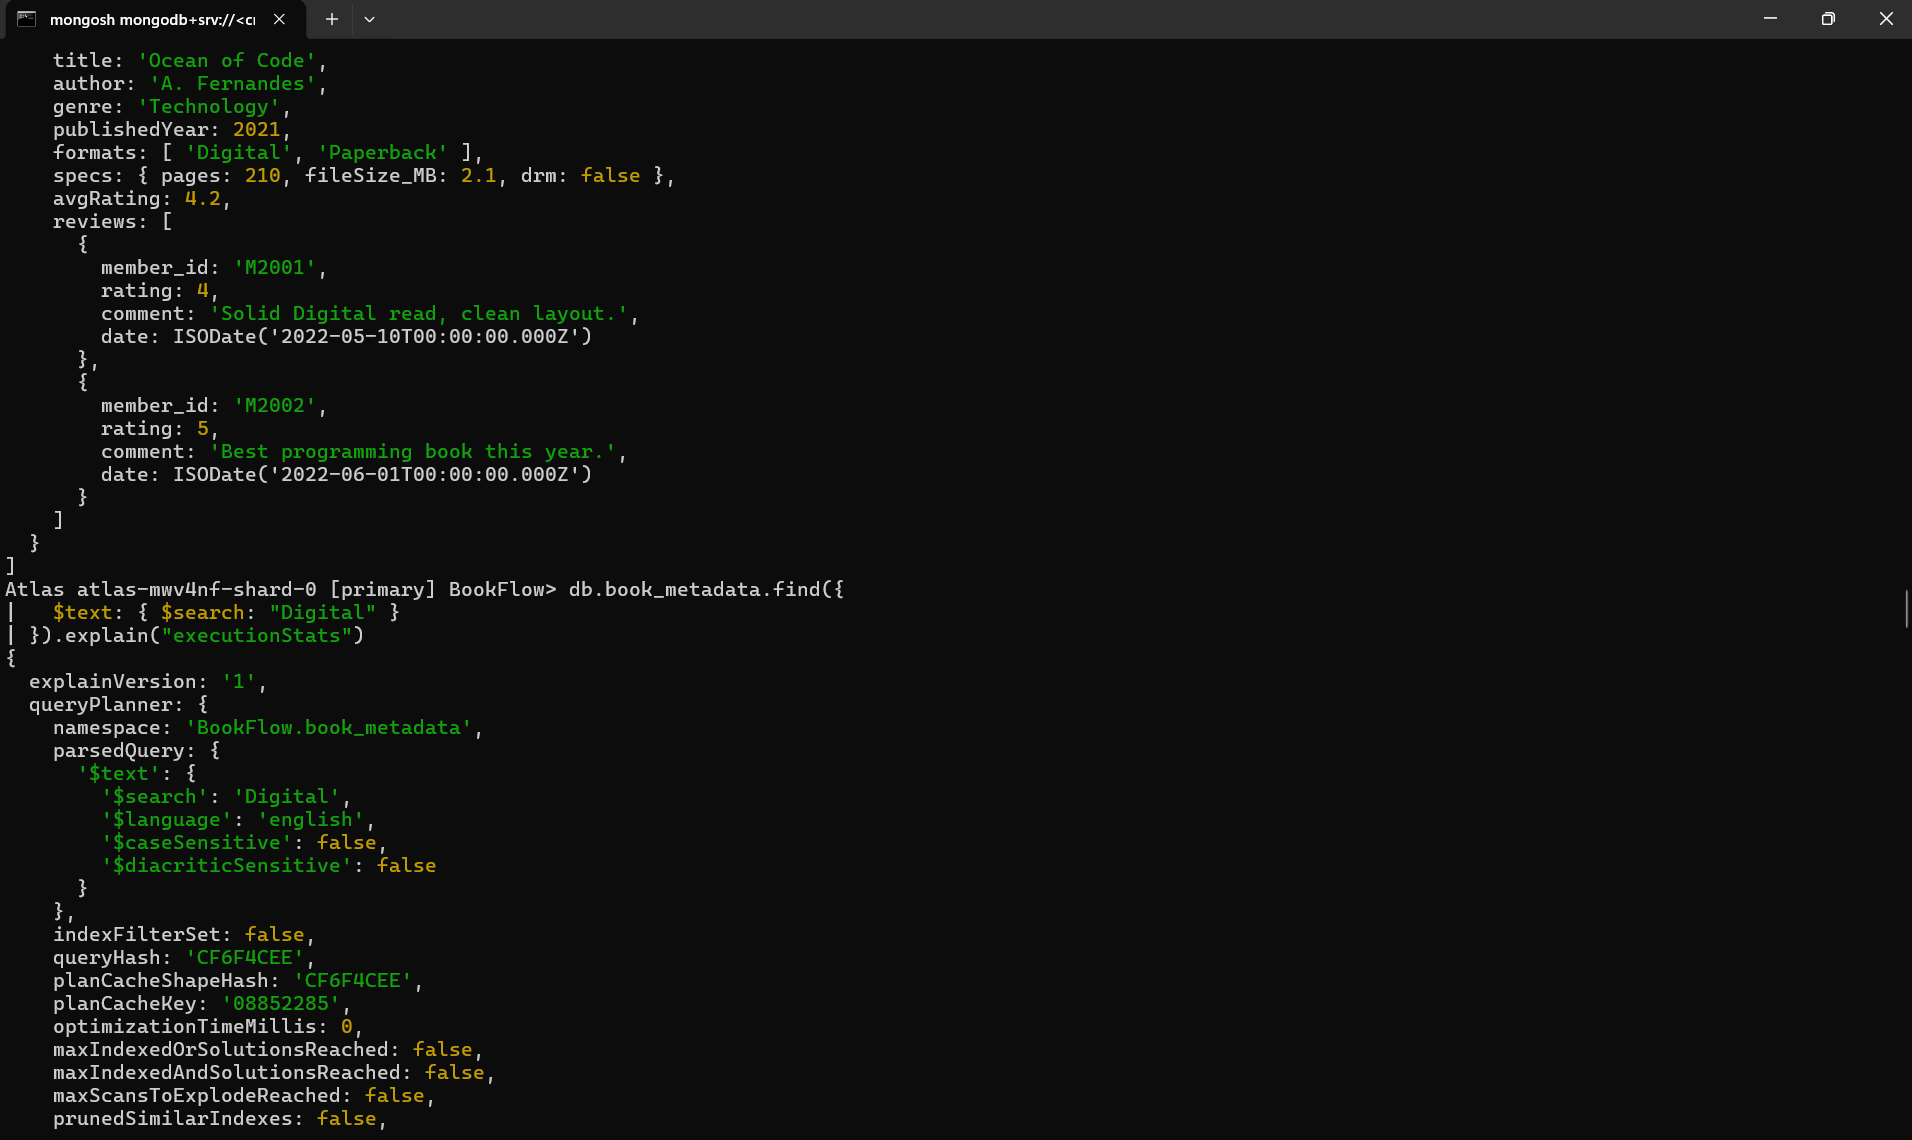 mongosh mongodb+srv://<cr
    title: 'Ocean of Code',
    author: 'A. Fernandes',
    genre: 'Technology',
    publishedYear: 2021,
    formats: [ 'Digital', 'Paperback' ],
    specs: { pages: 210, fileSize_MB: 2.1, drm: false },
    avgRating: 4.2,
    reviews: [
      {
        member_id: 'M2001',
        rating: 4,
        comment: 'Solid Digital read, clean layout.',
        date: ISODate('2022-05-10T00:00:00.000Z')
      },
      {
        member_id: 'M2002',
        rating: 5,
        comment: 'Best programming book this year.',
        date: ISODate('2022-06-01T00:00:00.000Z')
      }
    ]
  }
]
Atlas atlas-mwv4nf-shard-0 [primary] BookFlow> db.book_metadata.find({
|   $text: { $search: "Digital" }
| }).explain("executionStats")
{
  explainVersion: '1',
  queryPlanner: {
    namespace: 'BookFlow.book_metadata',
    parsedQuery: {
      '$text': {
        '$search': 'Digital',
        '$language': 'english',
        '$caseSensitive': false,
        '$diacriticSensitive': false
      }
    },
    indexFilterSet: false,
    queryHash: 'CF6F4CEE',
    planCacheShapeHash: 'CF6F4CEE',
    planCacheKey: '08852285',
    optimizationTimeMillis: 0,
    maxIndexedOrSolutionsReached: false,
    maxIndexedAndSolutionsReached: false,
    maxScansToExplodeReached: false,
    prunedSimilarIndexes: false,